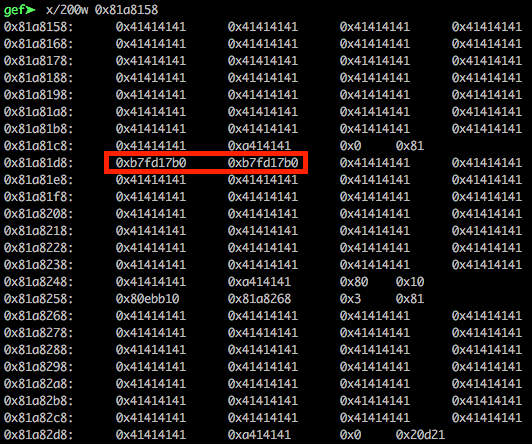 gef➤ x/200w 0x81a8158
0x81a8158: 0x41414141 0x41414141 0x41414141 0x41414141
0x81a8168: 0x41414141 0x41414141 0x41414141 0x41414141
0x81a8178: 0x41414141 0x41414141 0x41414141 0x41414141
0x81a8188: 0x41414141 0x41414141 0x41414141 0x41414141
0x81a8198: 0x41414141 0x41414141 0x41414141 0x41414141
0x81a81a8: 0x41414141 0x41414141 0x41414141 0x41414141
0x81a81b8: 0x41414141 0x41414141 0x41414141 0x41414141
0x81a81c8: 0x41414141 0xa414141 0x0 0x81
0x81a81d8: 0xb7fd17b0 0xb7fd17b0 0x41414141 0x41414141
0x81a81e8: 0x41414141 0x41414141 0x41414141 0x41414141
0x81a81f8: 0x41414141 0x41414141 0x41414141 0x41414141
0x81a8208: 0x41414141 0x41414141 0x41414141 0x41414141
0x81a8218: 0x41414141 0x41414141 0x41414141 0x41414141
0x81a8228: 0x41414141 0x41414141 0x41414141 0x41414141
0x81a8238: 0x41414141 0x41414141 0x41414141 0x41414141
0x81a8248: 0x41414141 0xa414141 0x80 0x10
0x81a8258: 0x80ebb10 0x81a8268 0x3 0x81
0x81a8268: 0x41414141 0x41414141 0x41414141 0x41414141
0x81a8278: 0x41414141 0x41414141 0x41414141 0x41414141
0x81a8288: 0x41414141 0x41414141 0x41414141 0x41414141
0x81a8298: 0x41414141 0x41414141 0x41414141 0x41414141
0x81a82a8: 0x41414141 0x41414141 0x41414141 0x41414141
0x81a82b8: 0x41414141 0x41414141 0x41414141 0x41414141
0x81a82c8: 0x41414141 0x41414141 0x41414141 0x41414141
0x81a82d8: 0x41414141 0xa414141 0x0 0x20d21